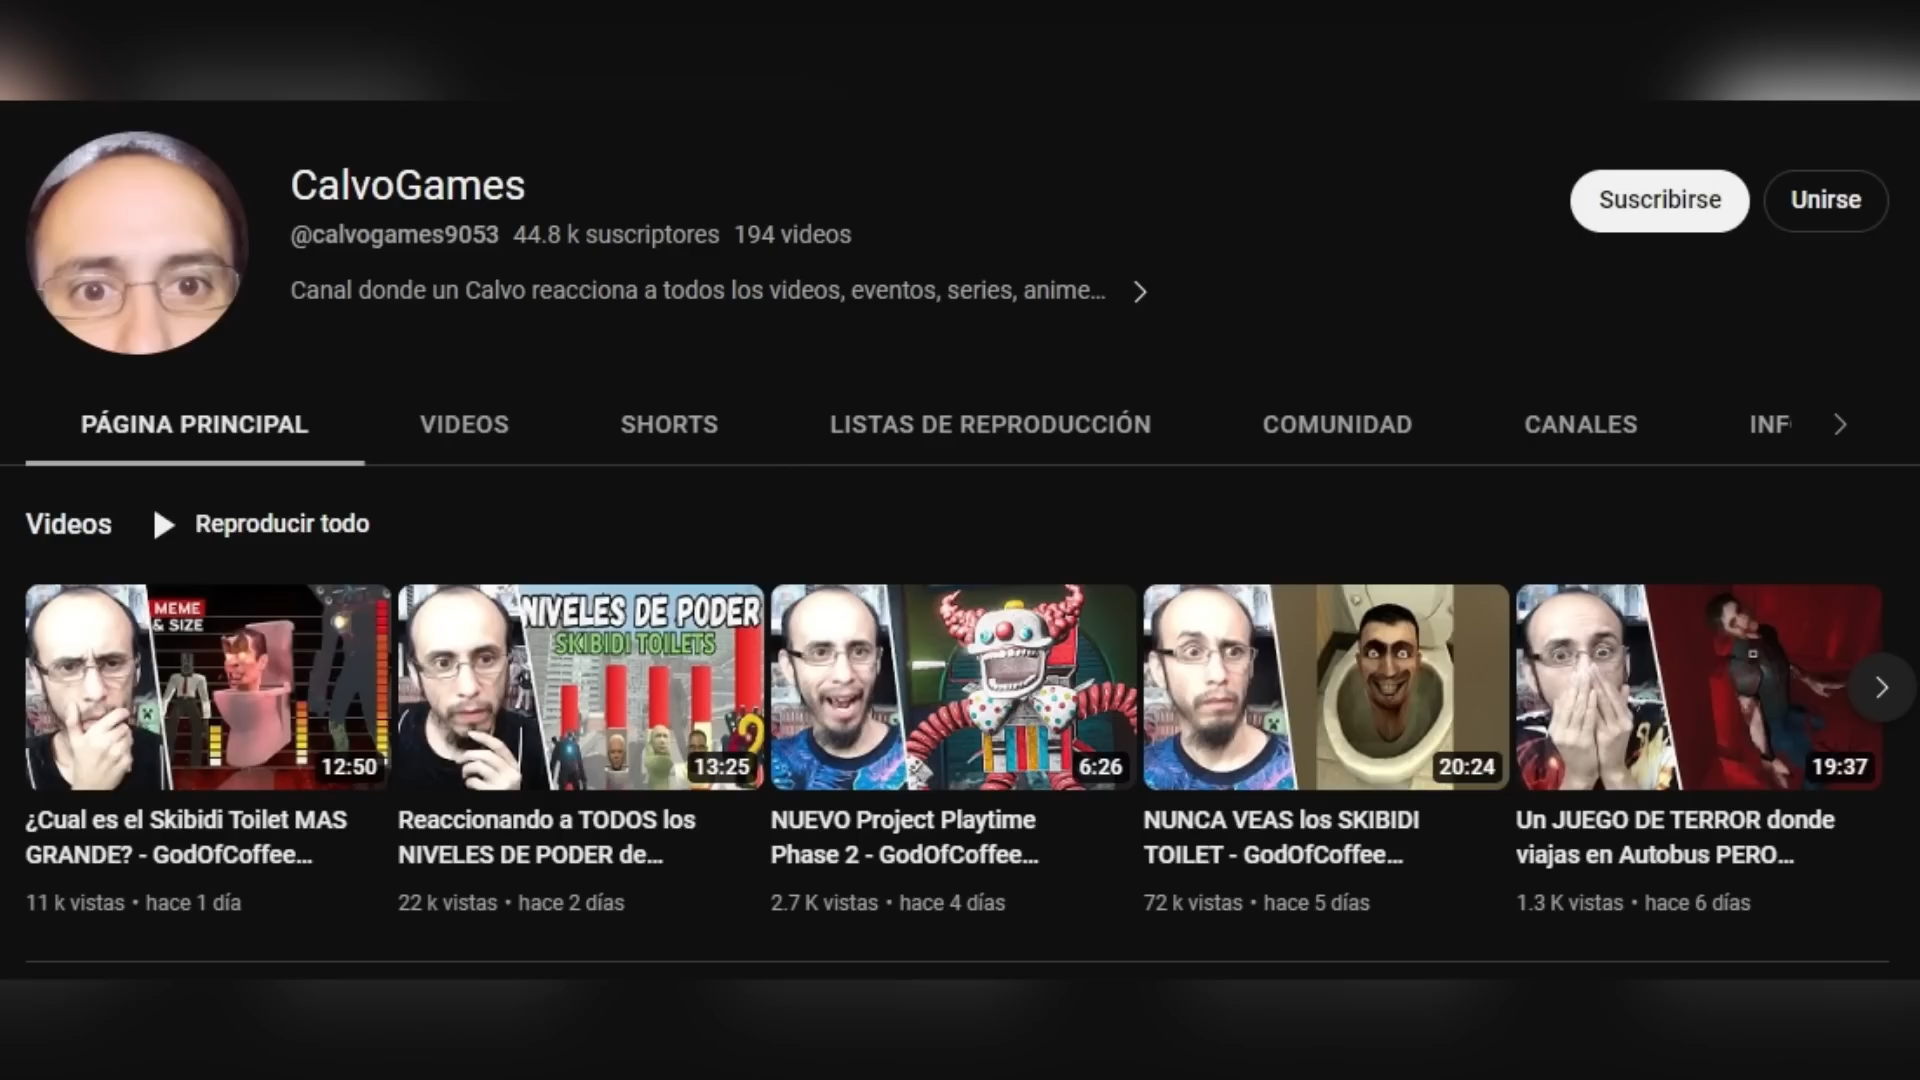 CalvoGames
@calvogames9053 44.8 k suscriptores 194 videos
Canal donde un Calvo reacciona a todos los videos, eventos, series, anime...
Suscribirse
Unirse
PÁGINA PRINCIPAL
VIDEOS
SHORTS
LISTAS DE REPRODUCCIÓN
COMUNIDAD
CANALES
INF
Videos
Reproducir todo
MEME
& SIZE
12:50
NIVELES DE PODER
SKIBIDI TOILETS
13:25
6:26
20:24
19:37
¿Cual es el Skibidi Toilet MAS
GRANDE? - GodOfCoffee...
11 k vistas • hace 1 día
Reaccionando a TODOS los
NIVELES DE PODER de...
22 k vistas • hace 2 días
NUEVO Project Playtime
Phase 2 - GodOfCoffee...
2.7 K vistas • hace 4 días
NUNCA VEAS los SKIBIDI
TOILET - GodOfCoffee...
72 k vistas • hace 5 días
Un JUEGO DE TERROR donde
viajas en Autobus PERO...
1.3 K vistas • hace 6 días